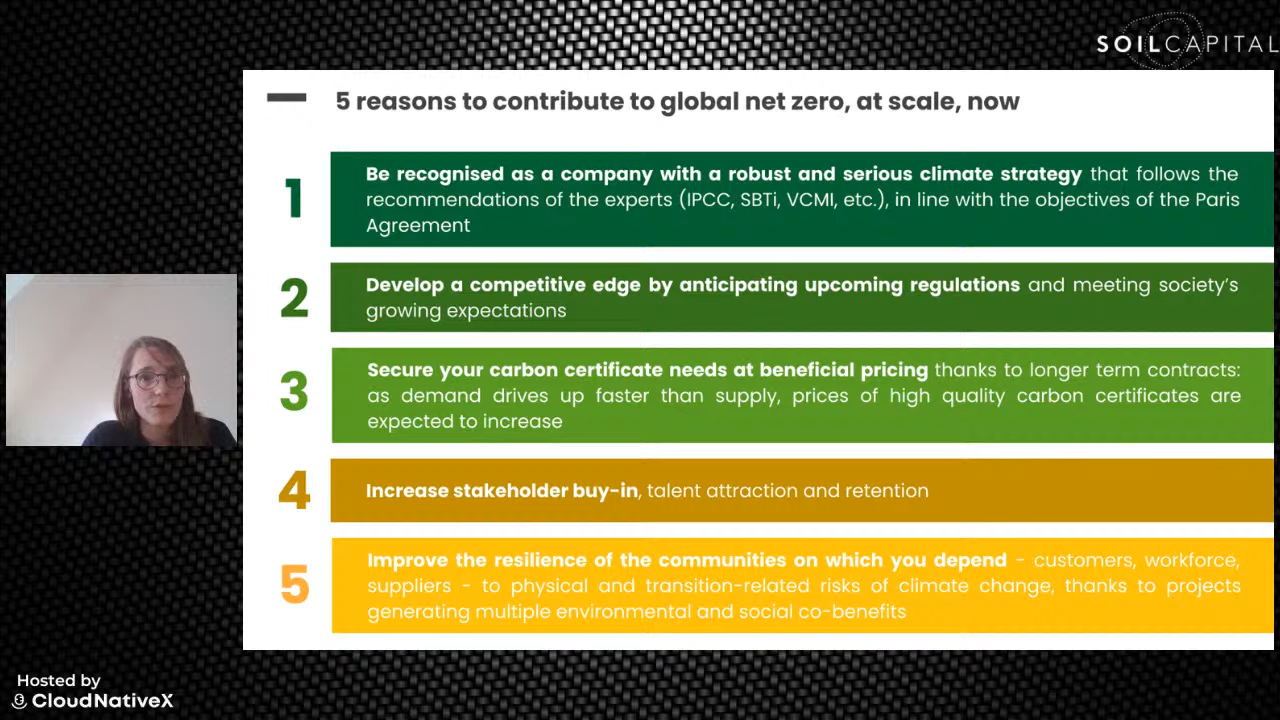 SOILCAPITAL
5 reasons to contribute to global net zero, at scale, now
1
Be recognised as a company with a robust and serious climate strategy that follows the
recommendations of the experts (IPCC, SBTi, VCMI, etc.), in line with the objectives of the Paris
Agreement
2
Develop a competitive edge by anticipating upcoming regulations and meeting society's
growing expectations
3
Secure your carbon certificate needs at beneficial pricing thanks to longer term contracts:
as demand drives up faster than supply, prices of high quality carbon certificates are
expected to increase
4
Increase stakeholder buy-in, talent attraction and retention
5
Improve the resilience of the communities on which you depend - customers, workforce,
suppliers - to physical and transition-related risks of climate change, thanks to projects
generating multiple environmental and social co-benefits
Hosted by
CloudNativeX